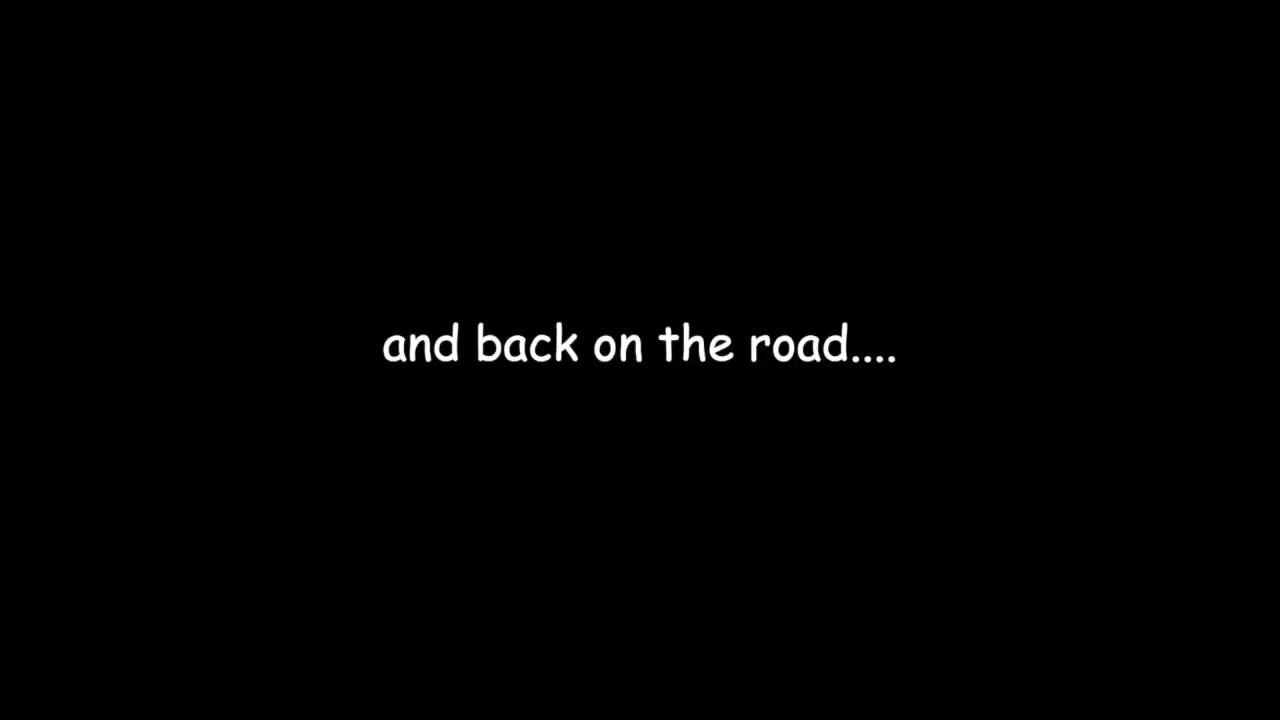 and back on the road....